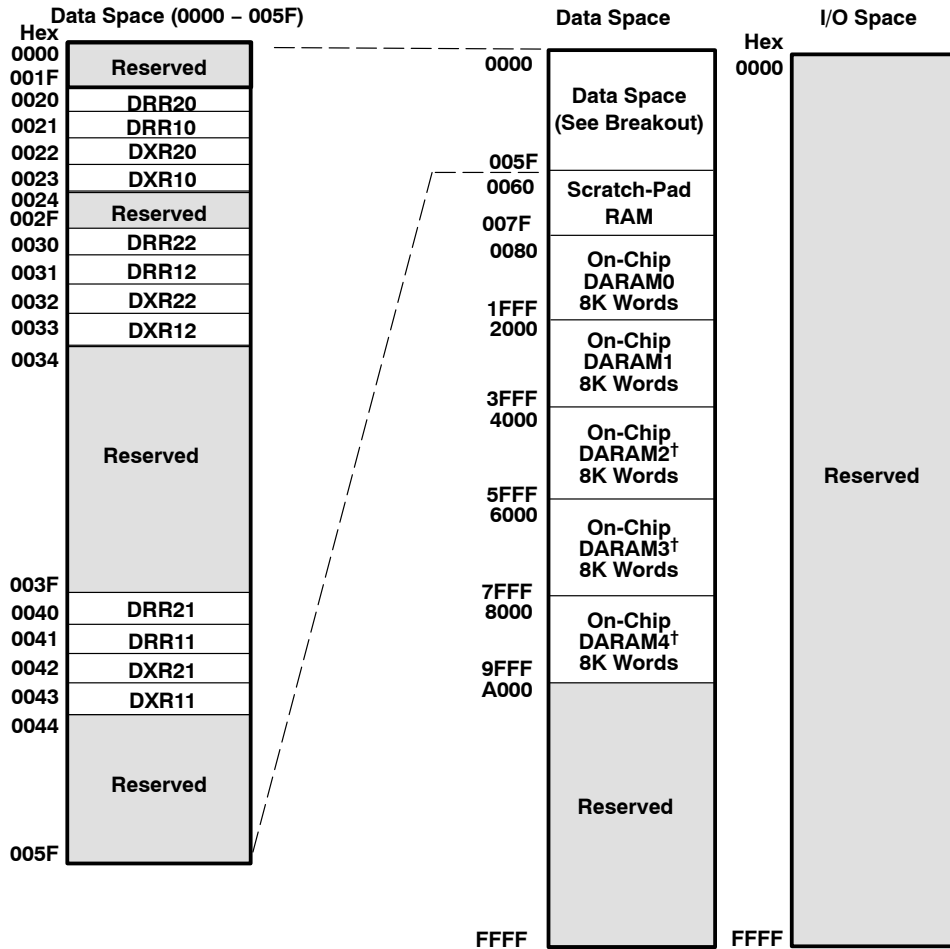 Data Space (0000 – 005F)
Hex
0000
Reserved
001F
0020
DRR20
0021
DRR10
0022
DXR20
0023
DXR10
0024
Reserved
002F
0030
DRR22
0031
DRR12
0032
DXR22
0033
DXR12
0034
Reserved
003F
0040
DRR21
0041
DRR11
0042
DXR21
0043
DXR11
0044
Reserved
005F
Data Space
0000
Data Space
(See Breakout)
005F
0060
Scratch-Pad
RAM
007F
0080
On-Chip
DARAM0
8K Words
1FFF
2000
On-Chip
DARAM1
8K Words
3FFF
4000
On-Chip
DARAM2†
8K Words
5FFF
6000
On-Chip
DARAM3†
8K Words
7FFF
8000
On-Chip
DARAM4†
8K Words
9FFF
A000
Reserved
FFFF
I/O Space
Hex
0000
Reserved
FFFF